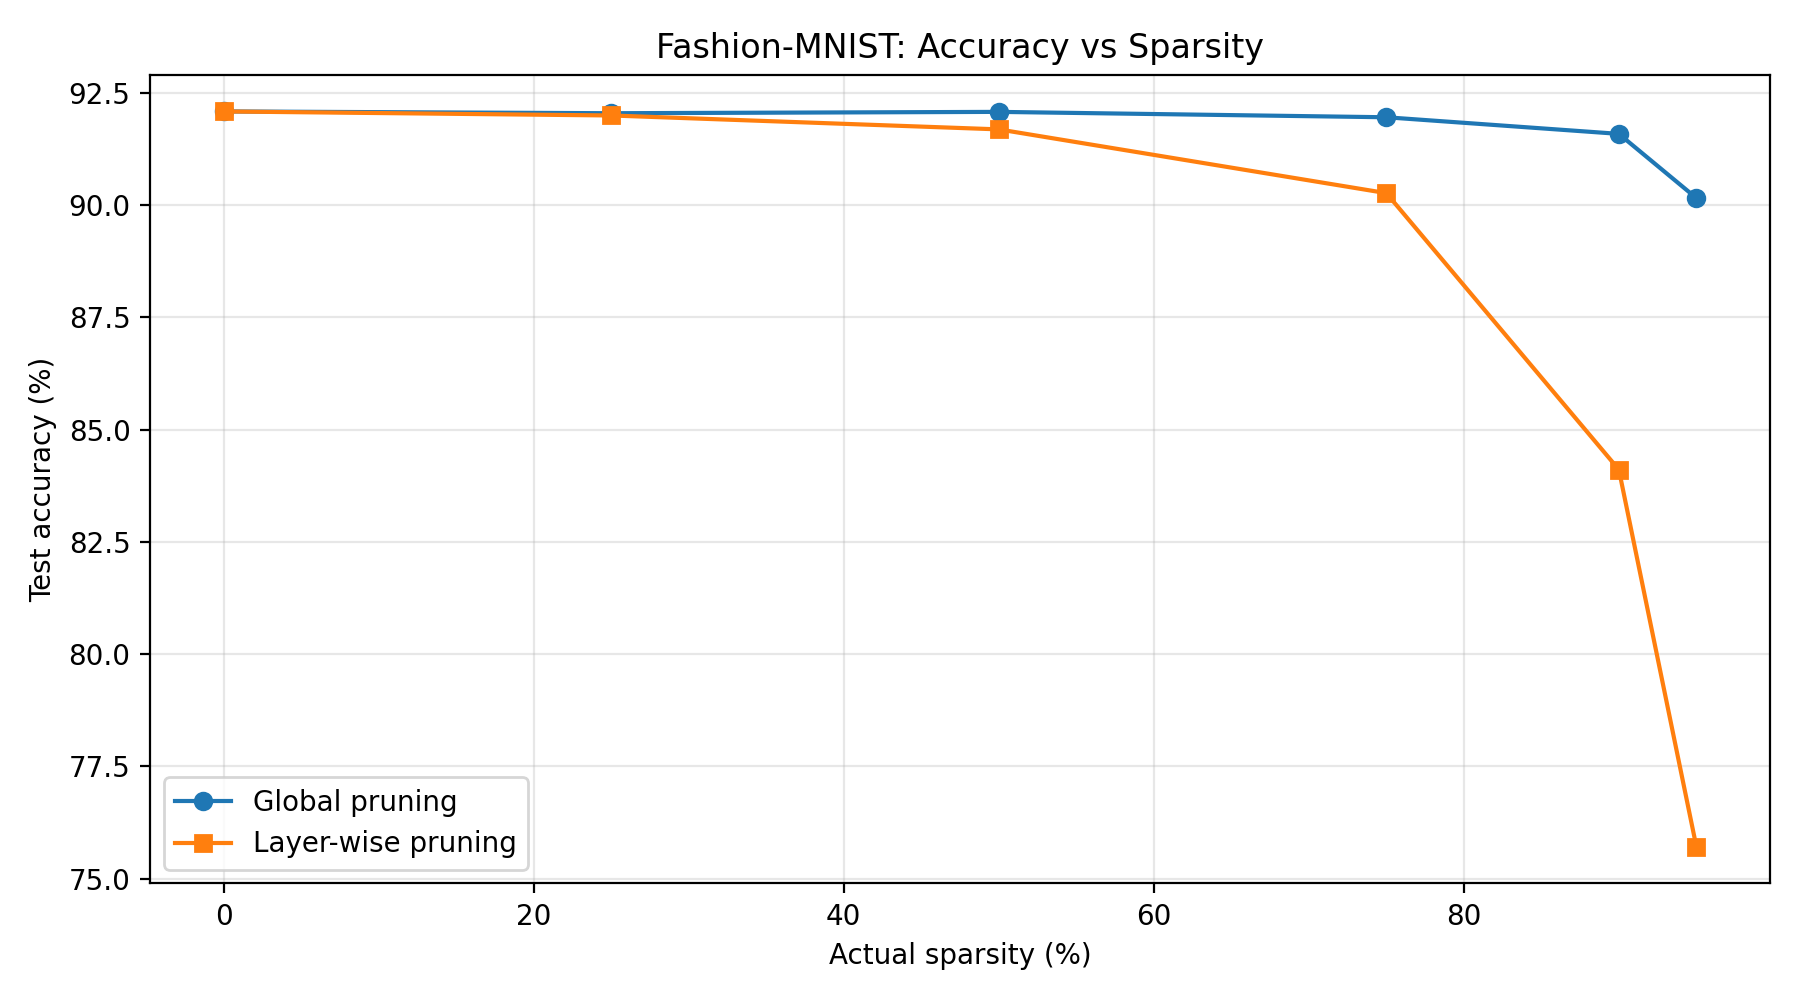 Fashion-MNIST: Accuracy vs Sparsity
92.5
90.0
87.5
85.0
82.5
80.0
77.5
75.0
Test accuracy (%)
Global pruning
Layer-wise pruning
0
20
40
60
80
Actual sparsity (%)